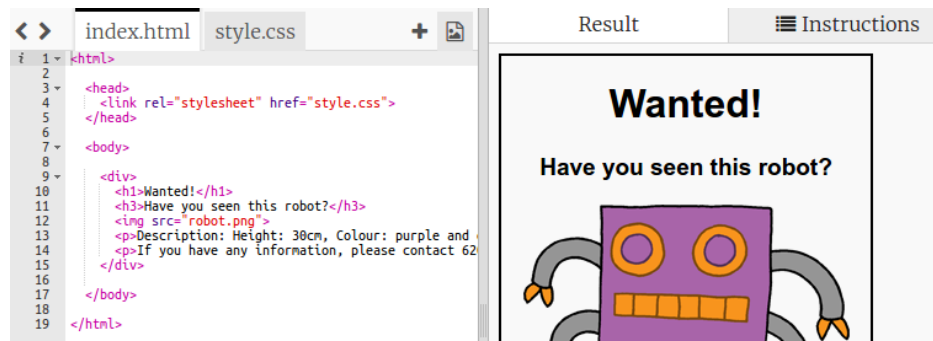 index.html style.css
Result Instructions
i 1 <html>
2
3 <head>
4 <link rel="stylesheet" href="style.css">
5 </head>
6
7 <body>
8
9 <div>
10 <h1>Wanted!</h1>
11 <h3>Have you seen this robot?</h3>
12 <img src="robot.png">
13 <p>Description: Height: 30cm, Colour: purple and
14 <p>If you have any information, please contact 620
15 </div>
16
17 </body>
18
19 </html>
Wanted!
Have you seen this robot?